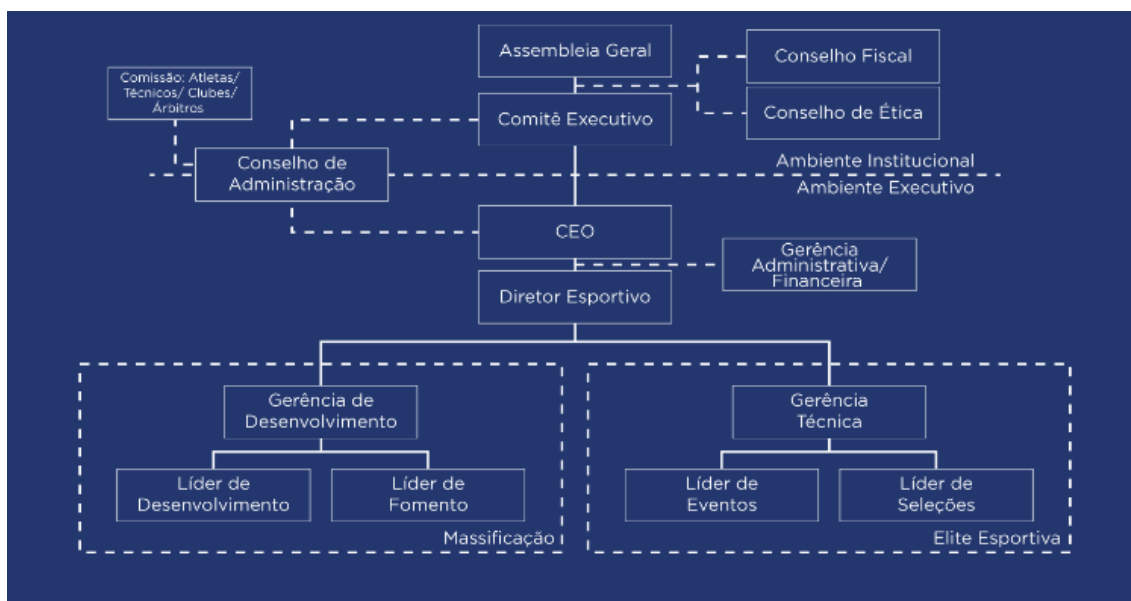 Assembleia Geral
Conselho Fiscal
Comissão: Atletas/
Técnicos/ Clubes/
Árbitros
Comitê Executivo
Conselho de Ética
Conselho de
Administração
Ambiente Institucional
Ambiente Executivo
CEO
Gerência
Administrativa/
Financeira
Diretor Esportivo
Gerência de
Desenvolvimento
Gerência
Técnica
Líder de
Desenvolvimento
Líder de
Fomento
Líder de
Eventos
Líder de
Seleções
Massificação
Elite Esportiva